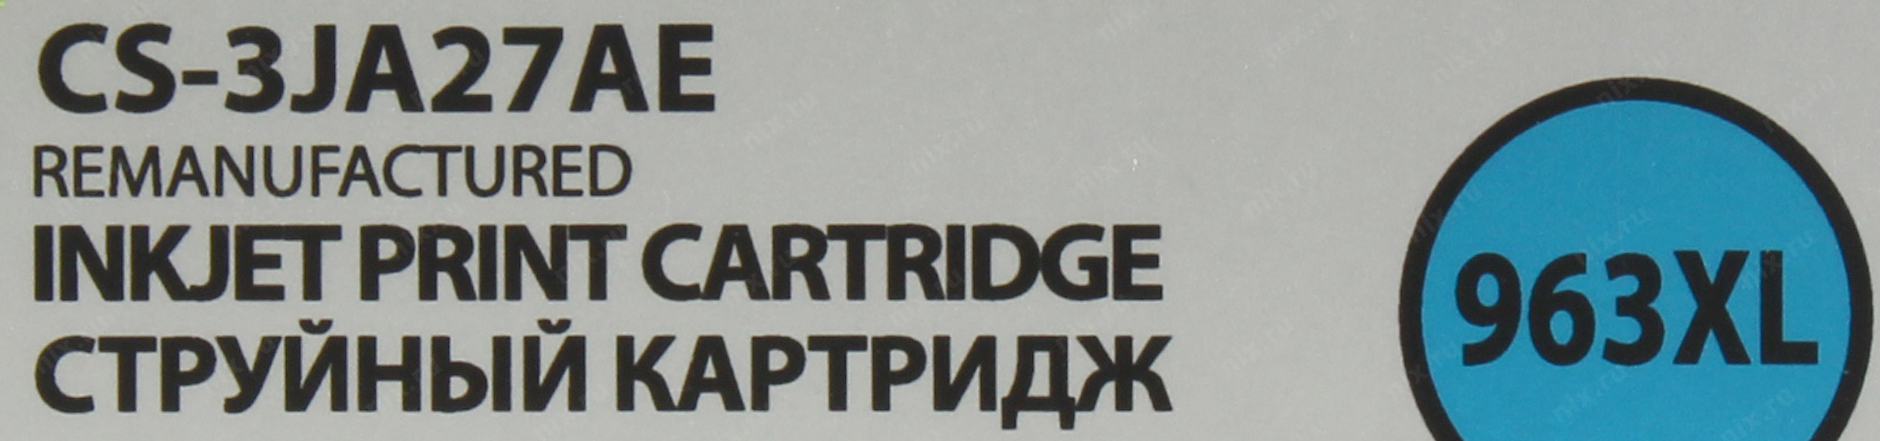 CS-3JA27AE
REMANUFACTURED
INKJET PRINT CARTRIDGE
СТРУЙНЫЙ КАРТРИДЖ
963XL